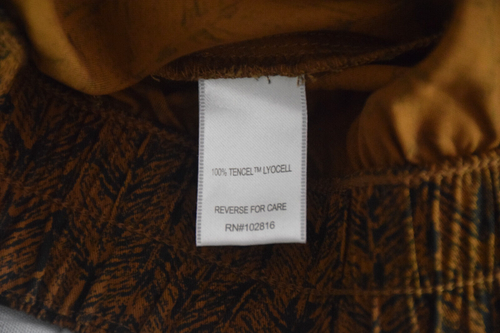 100% TENCEL™ LYOCELL
REVERSE FOR CARE
RN#102816